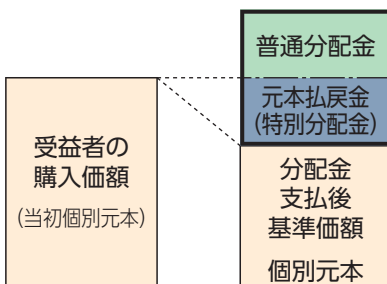 普通分配金
元本払戻金
(特別分配金)
受益者の
購入価額
(当初個別元本)
分配金
支払後
基準価額
個別元本